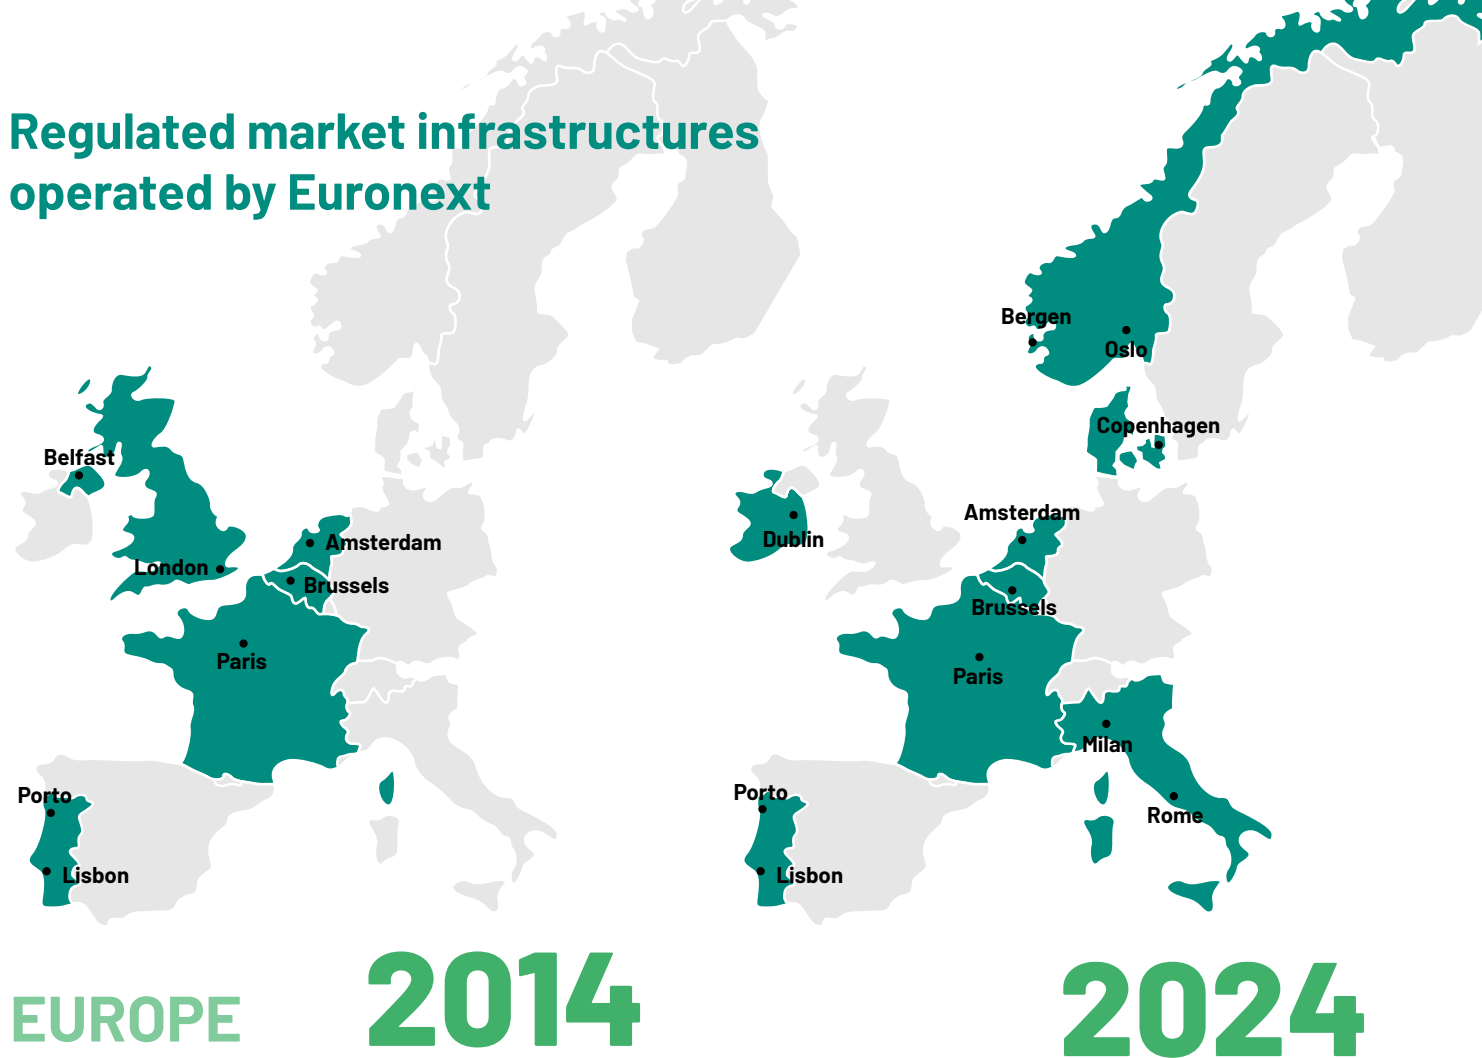 Regulated market infrastructures
operated by Euronext
Belfast
London
Amsterdam
Brussels
Paris
Porto
Lisbon
Bergen
Oslo
Copenhagen
Amsterdam
Dublin
Brussels
Paris
Milan
Porto
Rome
Lisbon
EUROPE
2014
2024